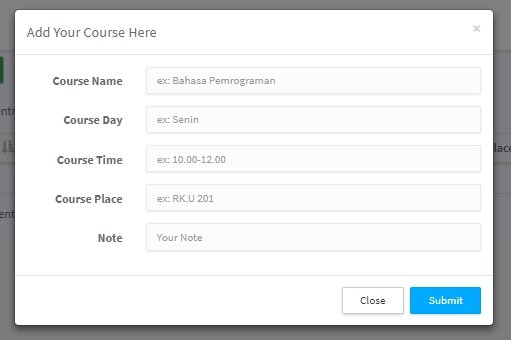 Add Your Course Here ×
Course Name ex: Bahasa Pemrograman
Course Day ex: Senin
Course Time ex: 10.00-12.00
Course Place ex: RK.U 201
Note Your Note
Close Submit